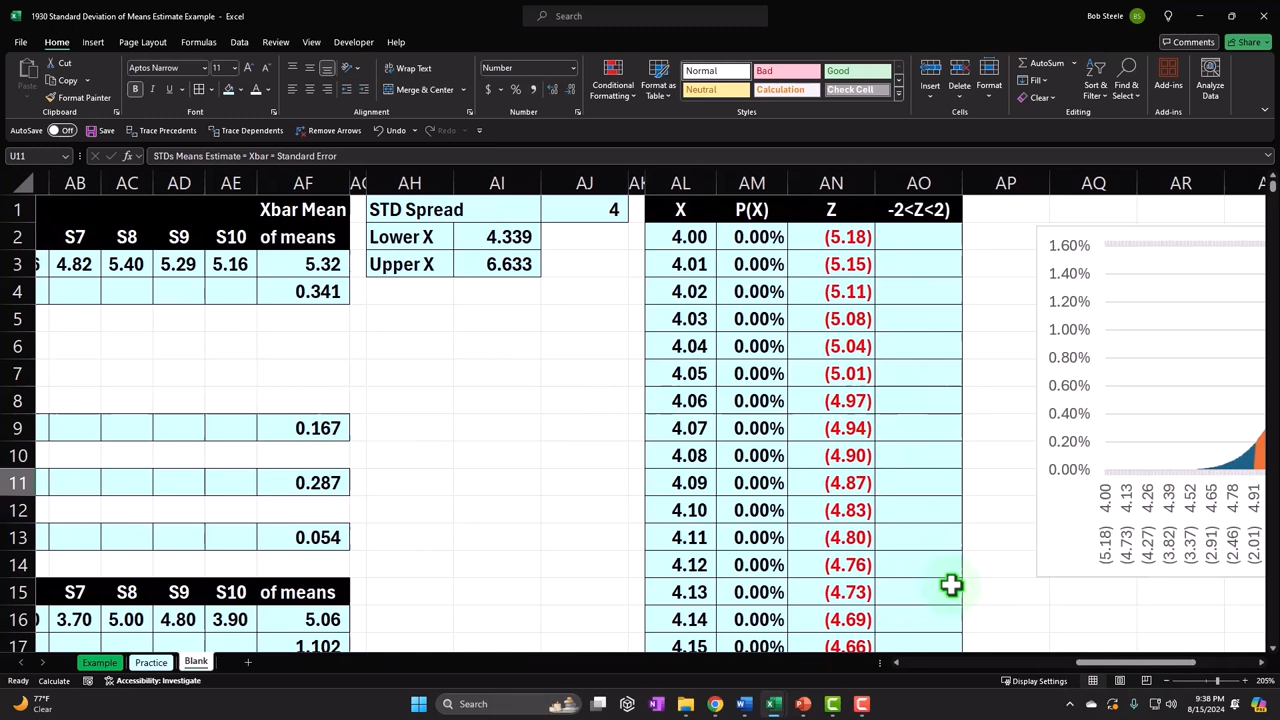 1930 Standard Deviation of Means Estimate Example - Excel
Search
Bob Steele BS
File Home Insert Page Layout Formulas Data Review View Developer Help
Comments Share
Paste
Cut
Copy
Format Painter
Clipboard
Aptos Narrow 11
B I U
Font
Wrap Text
Merge & Center
Alignment
Number
Number
Conditional Formatting
Format as Table
Normal Bad Good
Neutral Calculation Check Cell
Styles
Insert Delete Format
Cells
AutoSum
Fill
Clear
Sort & Filter
Find & Select
Editing
Add-ins
Add-ins
Analyze Data
AutoSave Off Save Trace Precedents Trace Dependents Remove Arrows Undo Redo
U11 fx STDs Means Estimate = Xbar = Standard Error
AB AC AD AE AF AH AI AJ AL AM AN AO AP AQ AR
1 Xbar Mean STD Spread 4 X P(X) Z -2<Z<2)
2 S7 S8 S9 S10 of means Lower X 4.339 4.00 0.00% (5.18)
3 4.82 5.40 5.29 5.16 5.32 Upper X 6.633 4.01 0.00% (5.15)
4 0.341 4.02 0.00% (5.11)
5 4.03 0.00% (5.08)
6 4.04 0.00% (5.04)
7 4.05 0.00% (5.01)
8 4.06 0.00% (4.97)
9 0.167 4.07 0.00% (4.94)
10 4.08 0.00% (4.90)
11 0.287 4.09 0.00% (4.87)
12 4.10 0.00% (4.83)
13 0.054 4.11 0.00% (4.80)
14 4.12 0.00% (4.76)
15 S7 S8 S9 S10 of means 4.13 0.00% (4.73)
16 3.70 5.00 4.80 3.90 5.06 4.14 0.00% (4.69)
17 1.102 4.15 0.00% (4.66)
1.60%
1.40%
1.20%
1.00%
0.80%
0.60%
0.40%
0.20%
0.00%
4.00 4.13 4.26 4.39 4.52 4.65 4.78 4.91
(5.18) (4.73) (4.27) (3.82) (3.37) (2.91) (2.46) (2.01)
Example Practice Blank
Ready Calculate Accessibility: Investigate Display Settings 205%
77°F
Clear
Search
9:38 PM
8/15/2024